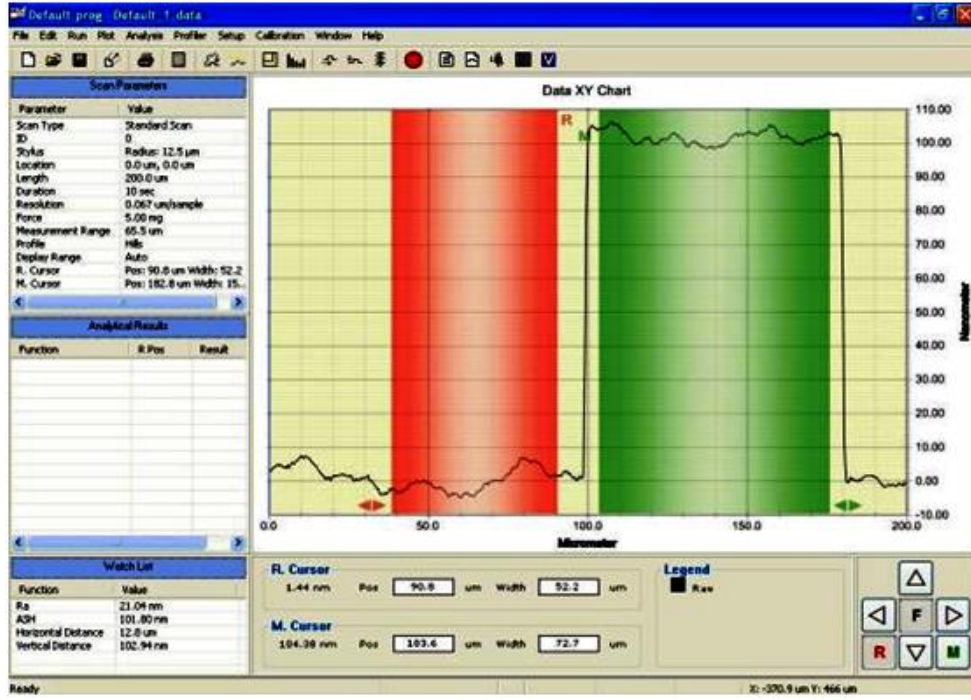 Default prog Default 1 data
File Edit Run Plot Analysis Profiler Setup Calibration Window Help
Scan Parameters
Parameter Value
Scan Type Standard Scan
ID 0
Stylus Radius: 12.5 µm
Location 0.0 um, 0.0 um
Length 200.0 um
Duration 10 sec
Resolution 0.067 um/sample
Force 5.00 mg
Measurement Range 65.5 um
Profile Hills
Display Range Auto
R. Cursor Pos: 90.8 um Width: 52.2
M. Cursor Pos: 182.8 um Width: 15...
Analytical Results
Function R.Pos Result
Watch List
Function Value
Ra 21.04 nm
ASH 101.80 nm
Horizontal Distance 12.8 um
Vertical Distance 102.94 nm
Data XY Chart
R
M
110.00
100.00
90.00
80.00
70.00
60.00
50.00
40.00
30.00
20.00
10.00
0.00
-10.00
Nanometer
0.0 50.0 100.0 150.0 200.0
Micrometer
R. Cursor
1.44 nm Pos 90.8 um Width 52.2 um
M. Cursor
104.38 nm Pos 103.6 um Width 72.7 um
Legend
Raw
F
R M
V
Ready X: -370.9 um Y: 466 um